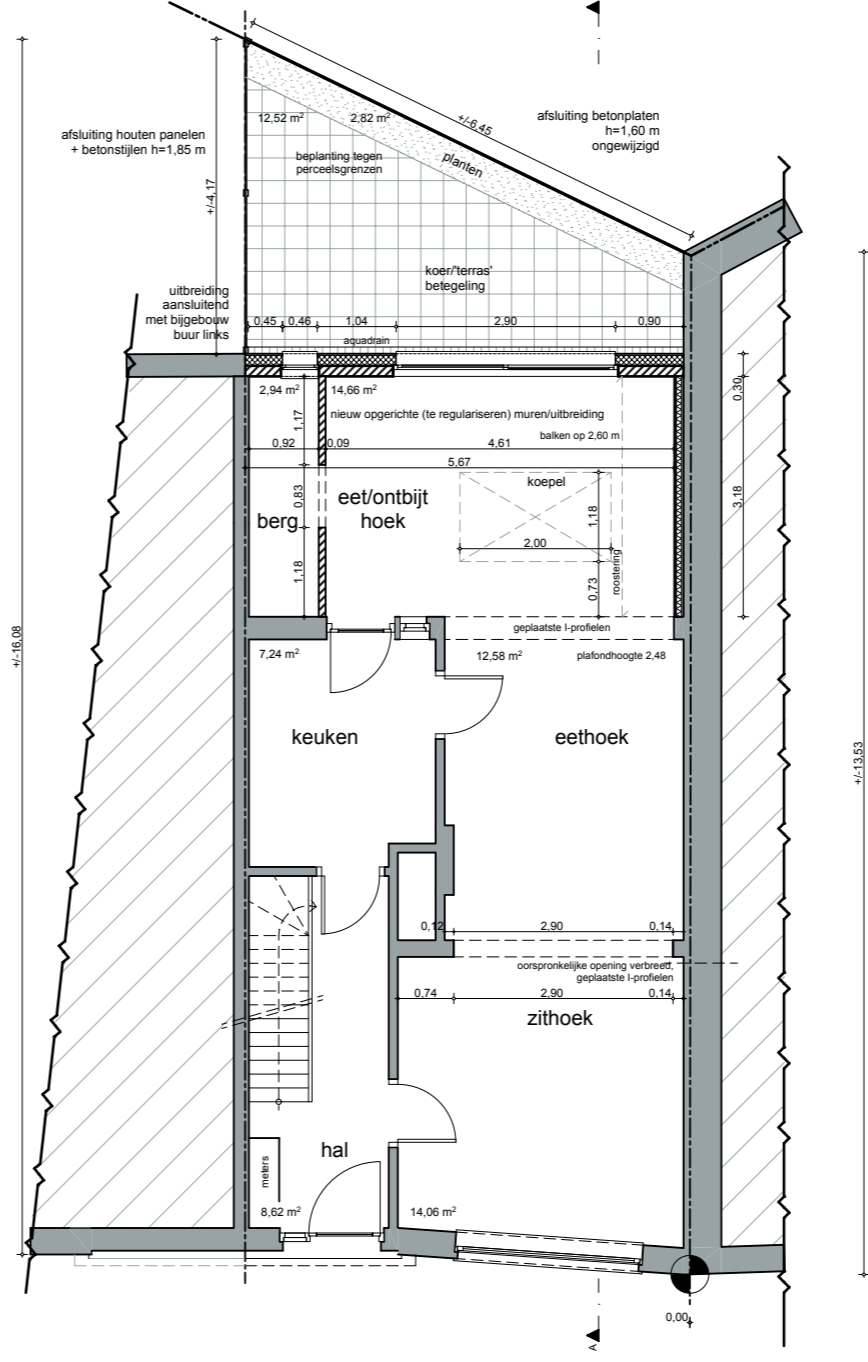 12,52 m²
2,82 m²
+/-6,45
afsluiting betonplaten
h=1,60 m
ongewijzigd
afsluiting houten panelen
+ betonstijlen h=1,85 m
beplanting tegen
perceelsgrenzen
planten
+/-4,17
koer/'terras'
betegeling
uitbreiding
aansluitend
met bijgebouw
buur links
0,45
0,46
1,04
2,90
0,90
aquadrain
2,94 m²
14,66 m²
0,30
nieuw opgerichte (te regulariseren) muren/uitbreiding
1,17
balken op 2,60 m
0,92
0,09
4,61
5,67
koepel
eet/ontbijt
hoek
berg
0,83
1,18
3,18
2,00
1,18
0,73
roostering
geplaatste I-profielen
7,24 m²
12,58 m²
plafondhoogte 2,48
+/-16,08
keuken
eethoek
+/-13,53
0,12
2,90
0,14
oorspronkelijke opening verbreed,
geplaatste I-profielen
0,74
2,90
0,14
zithoek
hal
meters
8,62 m²
14,06 m²
0,00
A